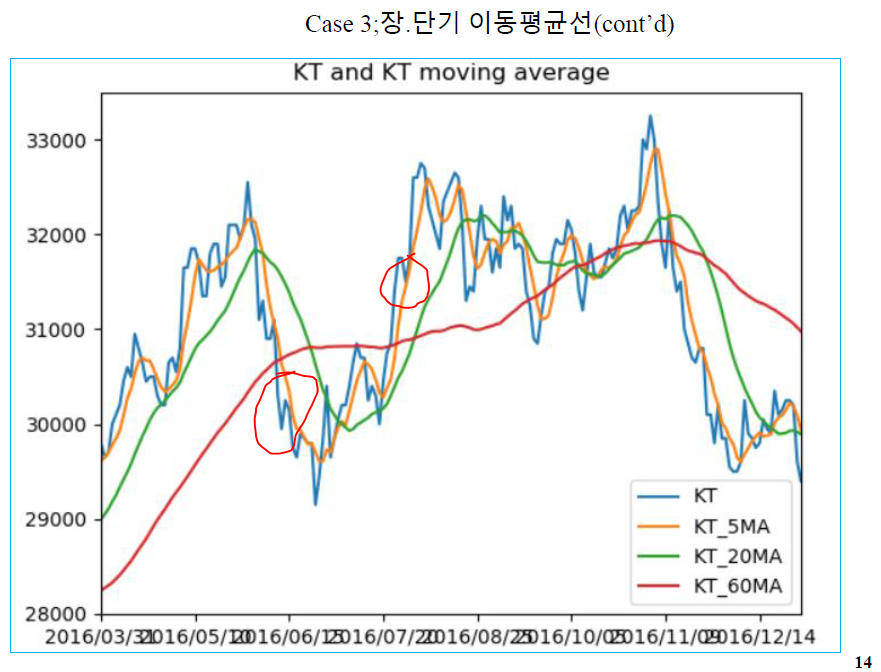 Case 3;장.단기 이동평균선(cont’d)
KT and KT moving average
33000
32000
31000
30000
29000
28000
KT
KT_5MA
KT_20MA
KT_60MA
2016/03/31 2016/05/10 2016/06/15 2016/07/20 2016/08/25 2016/10/05 2016/11/09 2016/12/14
14